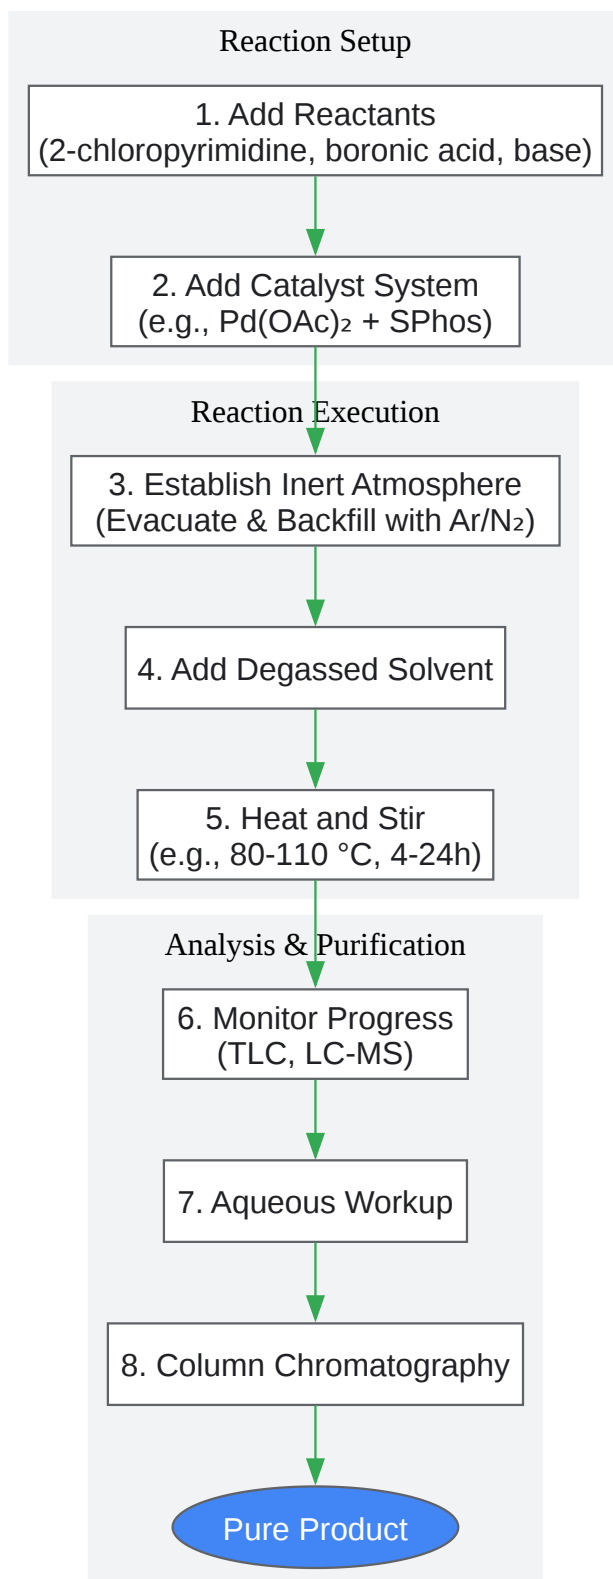 Reaction Setup
1. Add Reactants
(2-chloropyrimidine, boronic acid, base)
2. Add Catalyst System
(e.g., Pd(OAc)₂ + SPhos)
Reaction Execution
3. Establish Inert Atmosphere
(Evacuate & Backfill with Ar/N₂)
4. Add Degassed Solvent
5. Heat and Stir
(e.g., 80-110 °C, 4-24h)
Analysis & Purification
6. Monitor Progress
(TLC, LC-MS)
7. Aqueous Workup
8. Column Chromatography
Pure Product